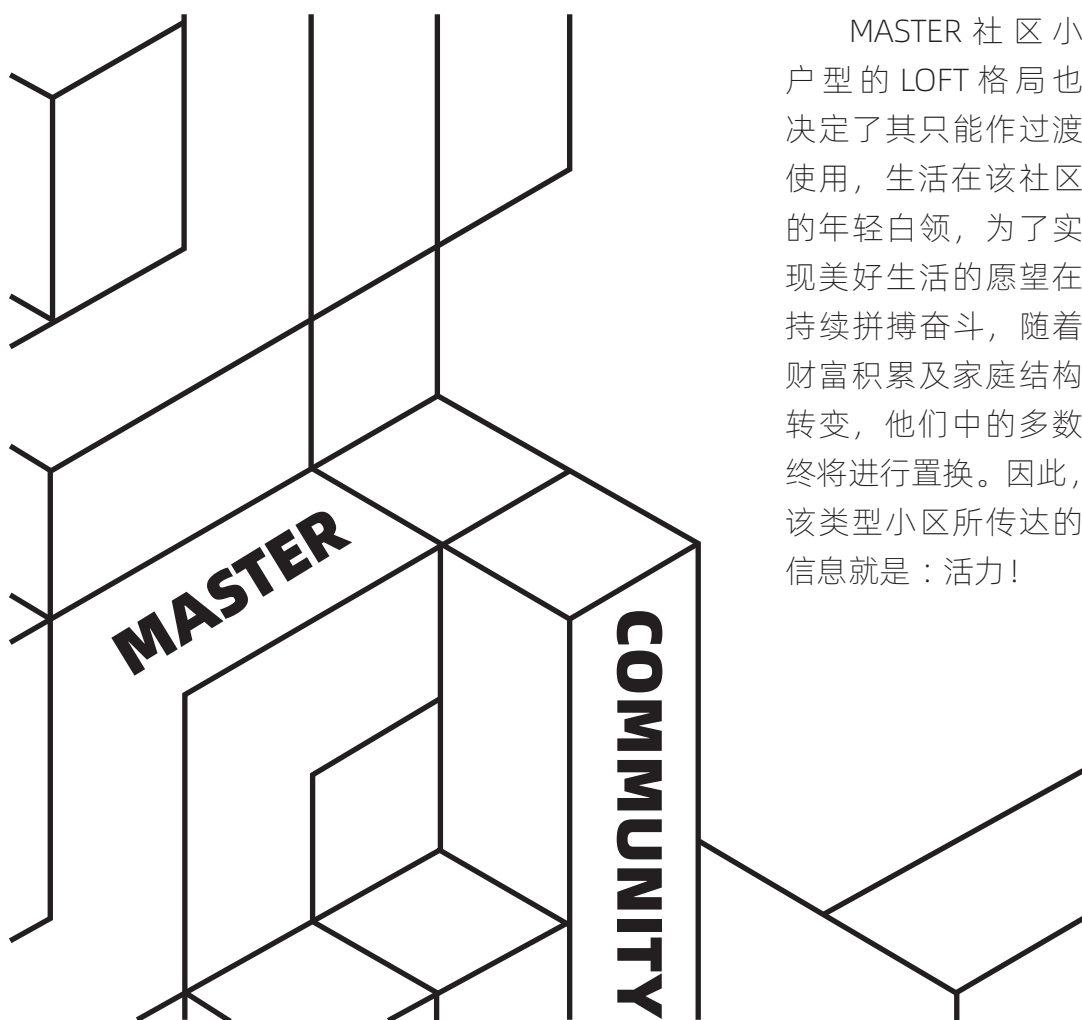 MASTER 社区小
户型的 LOFT 格局也
决定了其只能作过渡
使用，生活在该社区
的年轻白领，为了实
现美好生活的愿望在
持续拼搏奋斗，随着
财富积累及家庭结构
转变，他们中的多数
终将进行置换。因此，
该类型小区所传达的
信息就是：活力！
MASTER
COMMUNITY